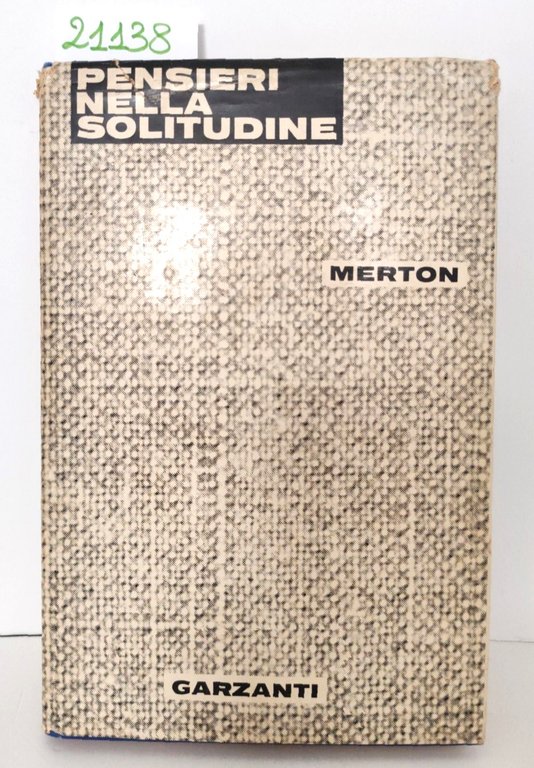 21138
PENSIERI
NELLA
SOLITUDINE
MERTON
GARZANTI